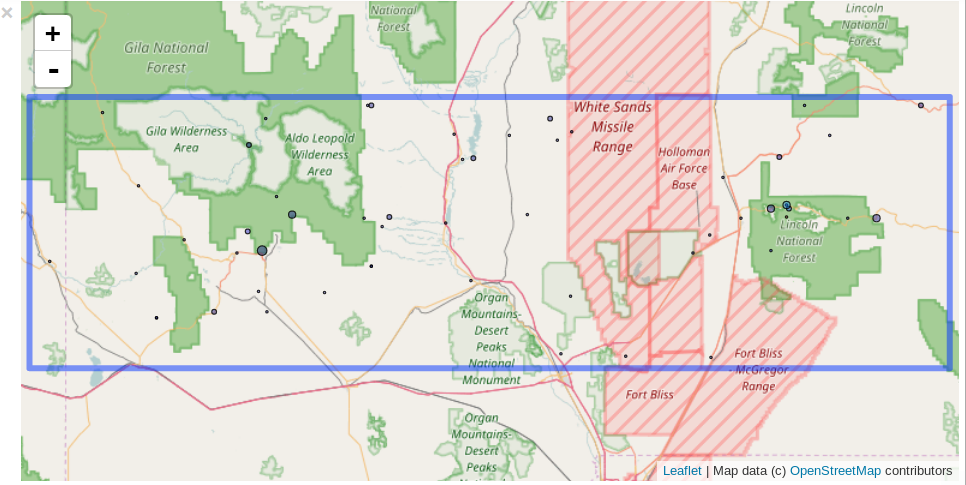 ×
+
-
National
Forest
Gila National
Forest
Lincoln
National
Forest
White Sands
Missile
Range
Gila Wilderness
Area
Aldo Leopold
Wilderness
Area
Holloman
Air Force
Base
Lincoln
National
Forest
Organ
Mountains-
Desert
Peaks
National
Monument
Fort Bliss
- McGregor
Range
Fort Bliss
Organ
Mountains-
Desert
Peaks
Leaflet | Map data (c) OpenStreetMap contributors